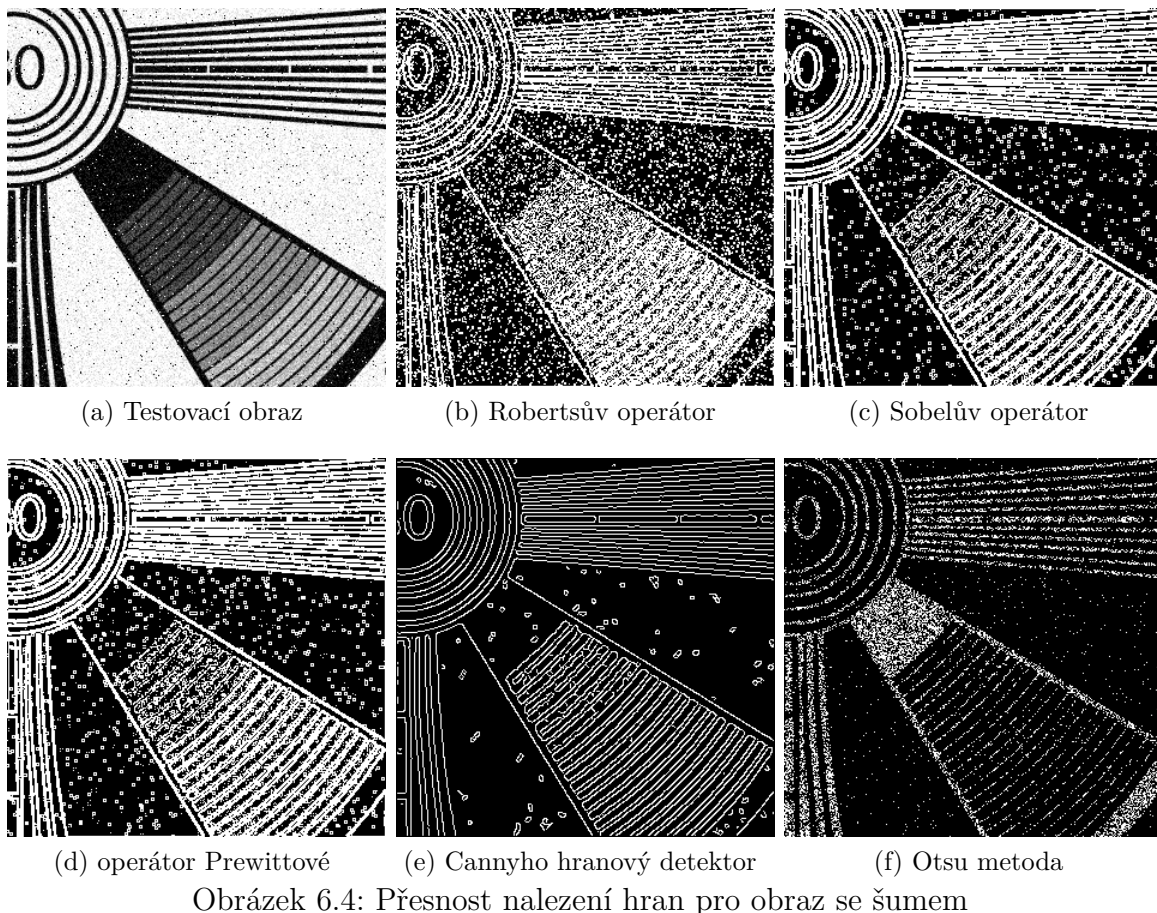 (a) Testovací obraz
(b) Robertsův operátor
(c) Sobelův operátor
(d) operátor Prewittové
(e) Cannyho hranový detektor
(f) Otsu metoda
Obrázek 6.4: Přesnost nalezení hran pro obraz se šumem